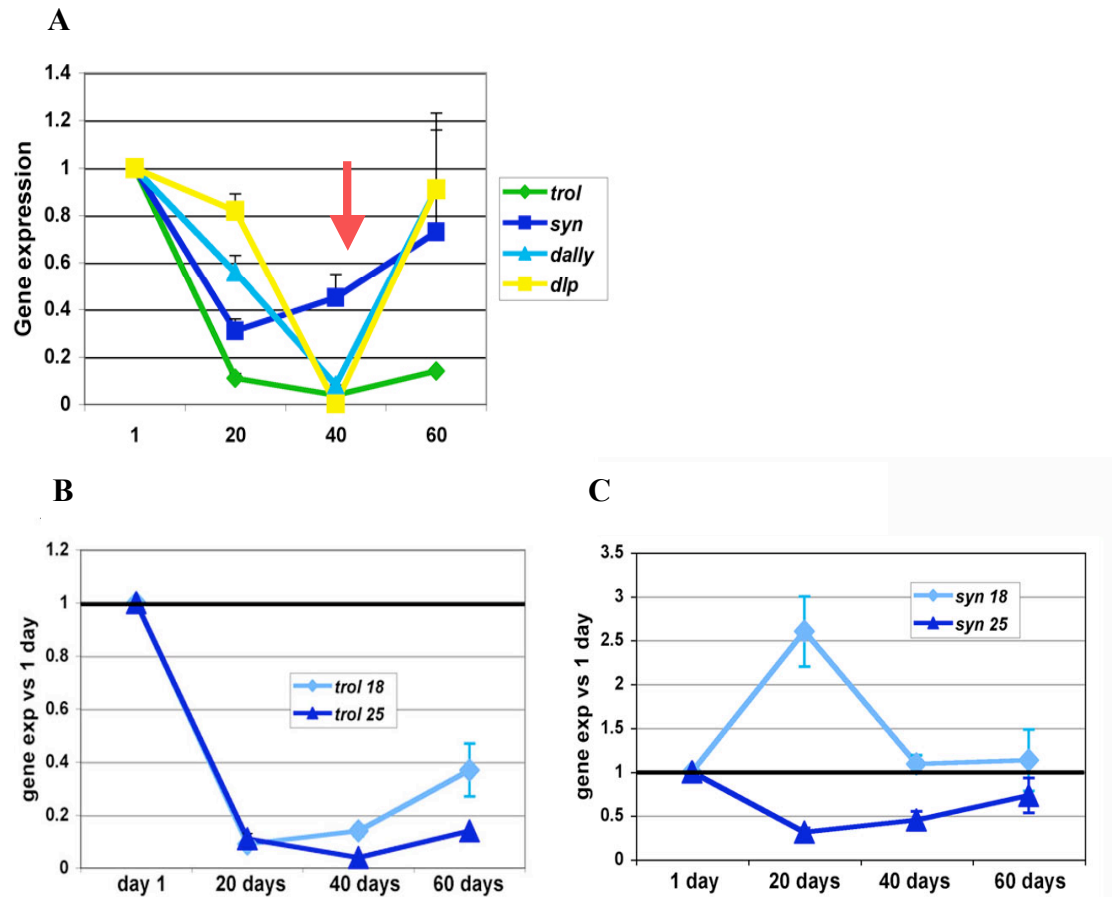 A
Gene expression
1.4
1.2
1
0.8
0.6
0.4
0.2
0
1 20 40 60
trol
syn
dally
dlp
B
gene exp vs 1 day
1.2
1
0.8
0.6
0.4
0.2
0
day 1 20 days 40 days 60 days
trol 18
trol 25
C
gene exp vs 1 day
3.5
3
2.5
2
1.5
1
0.5
0
1 day 20 days 40 days 60 days
syn 18
syn 25